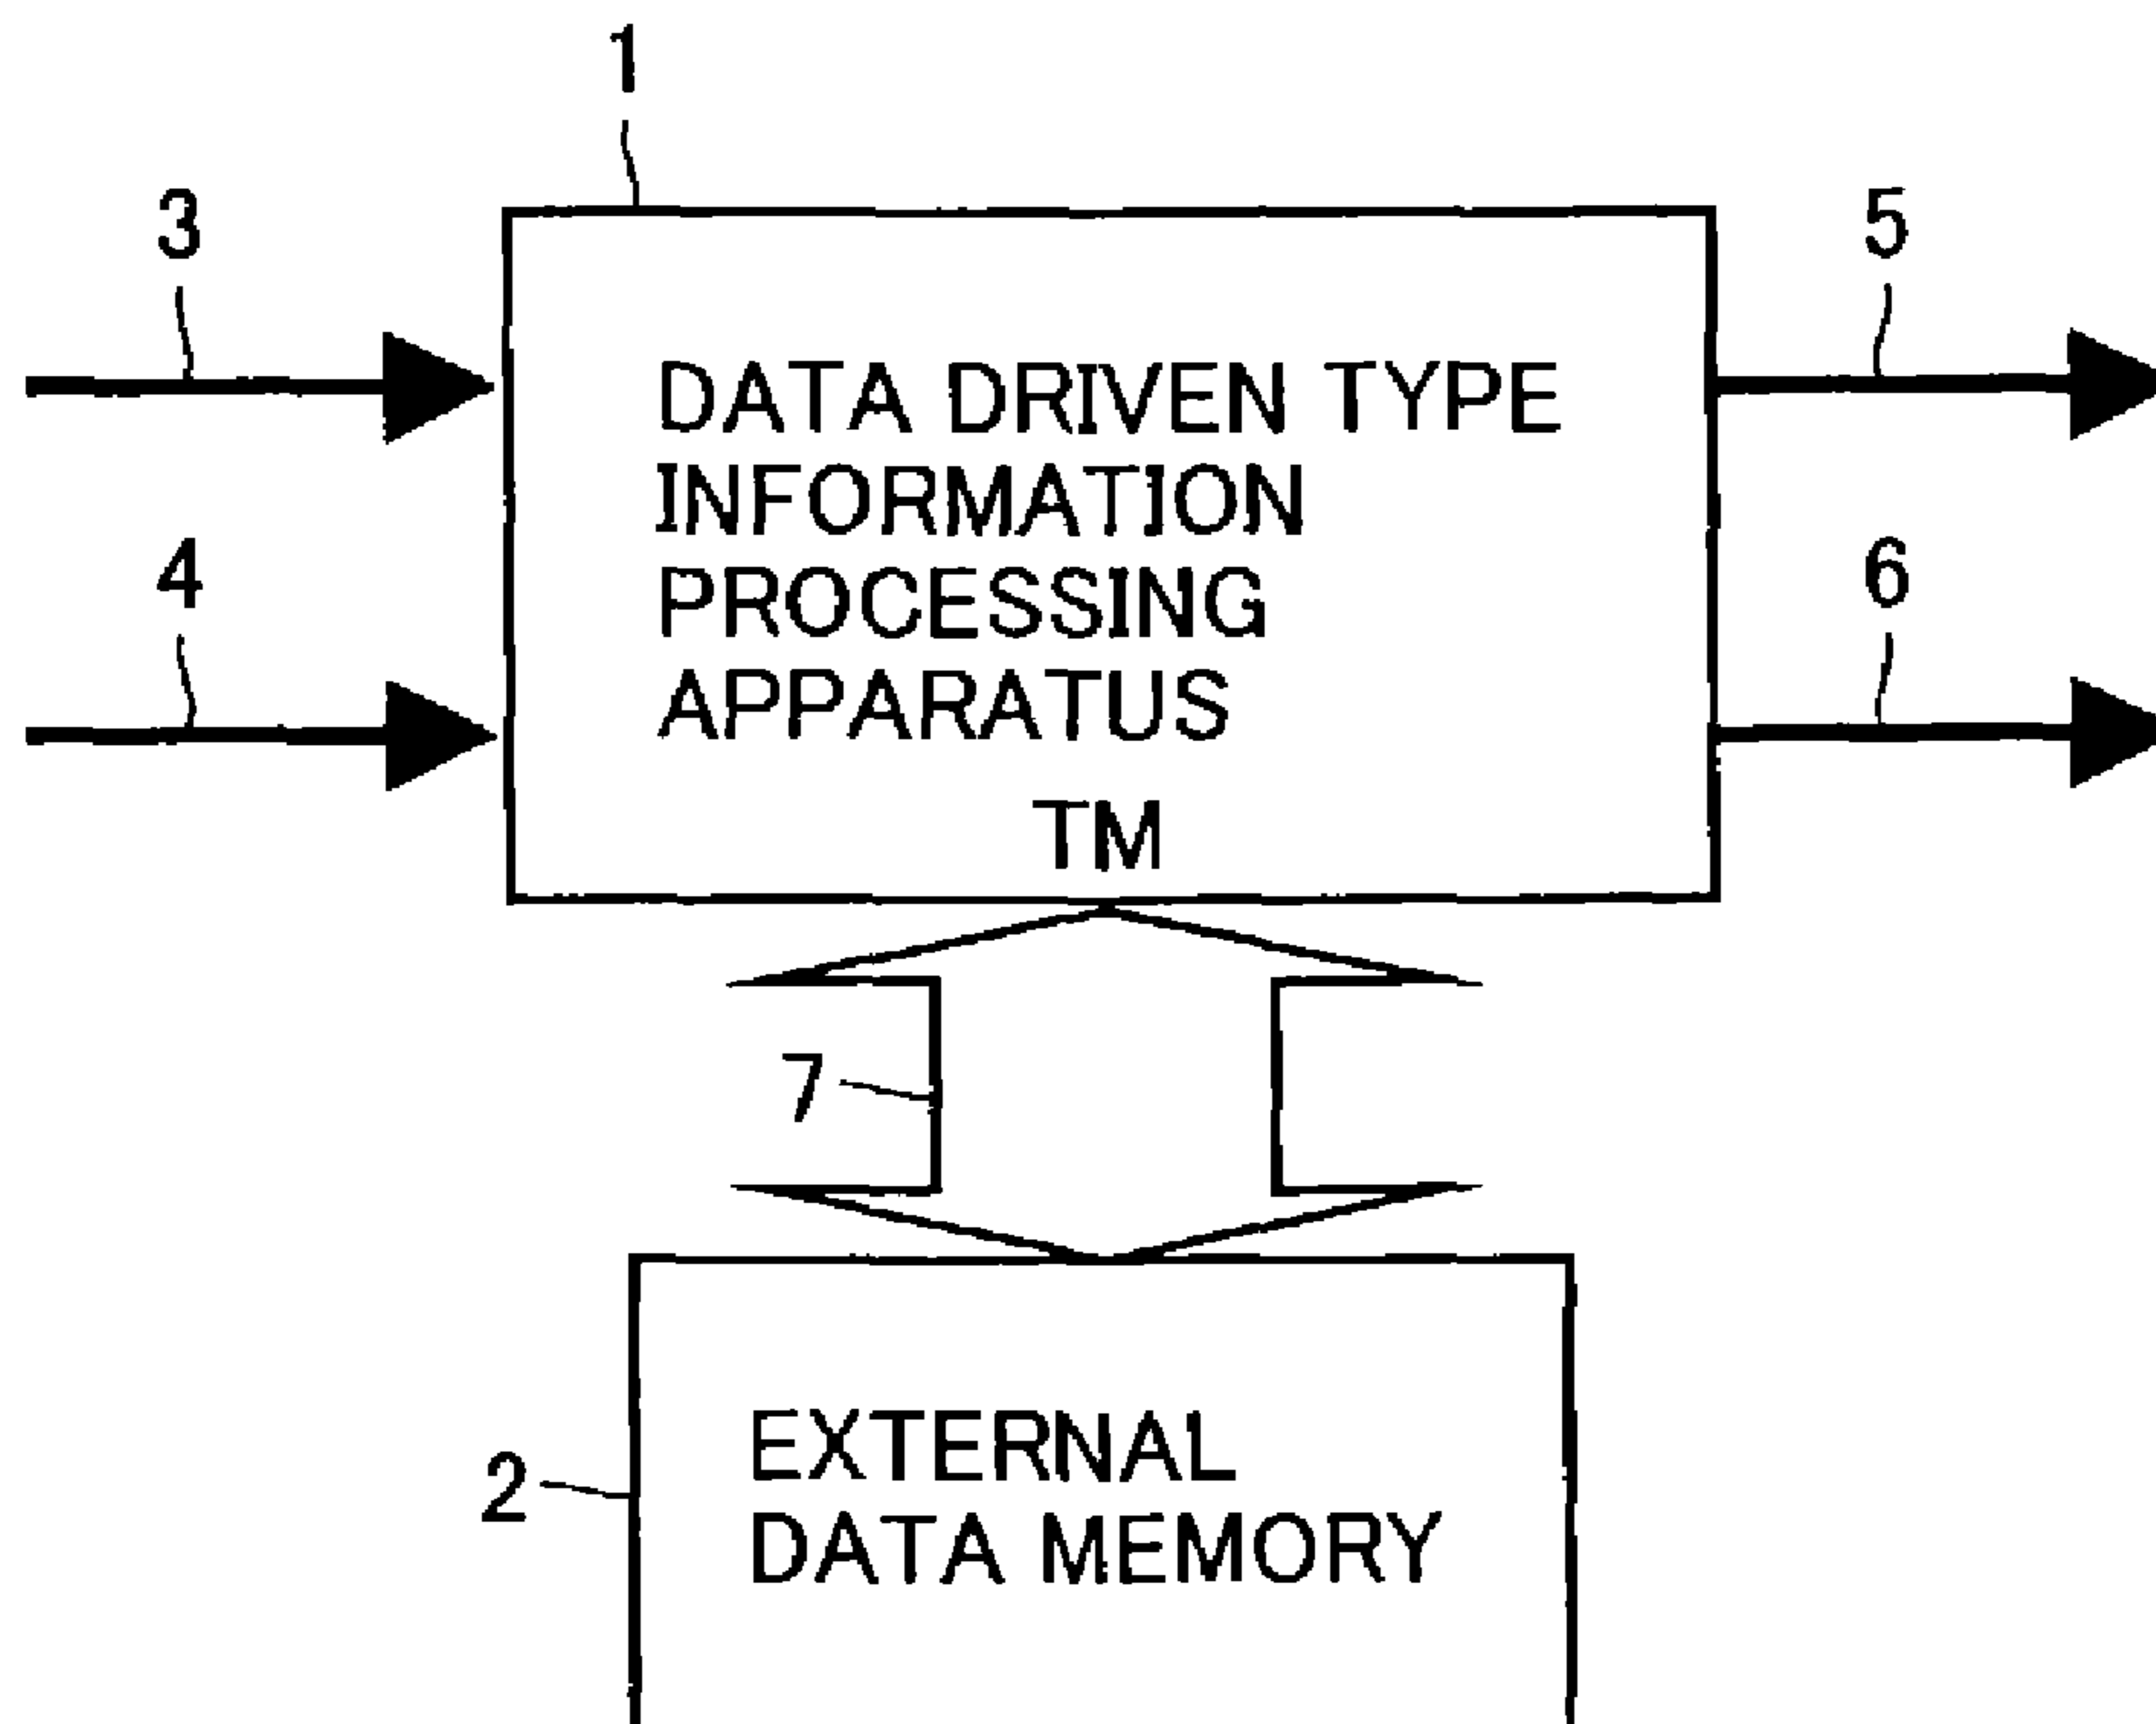 1
3
5
DATA DRIVEN TYPE
INFORMATION
PROCESSING
APPARATUS
4
6
TM
7
2
EXTERNAL
DATA MEMORY